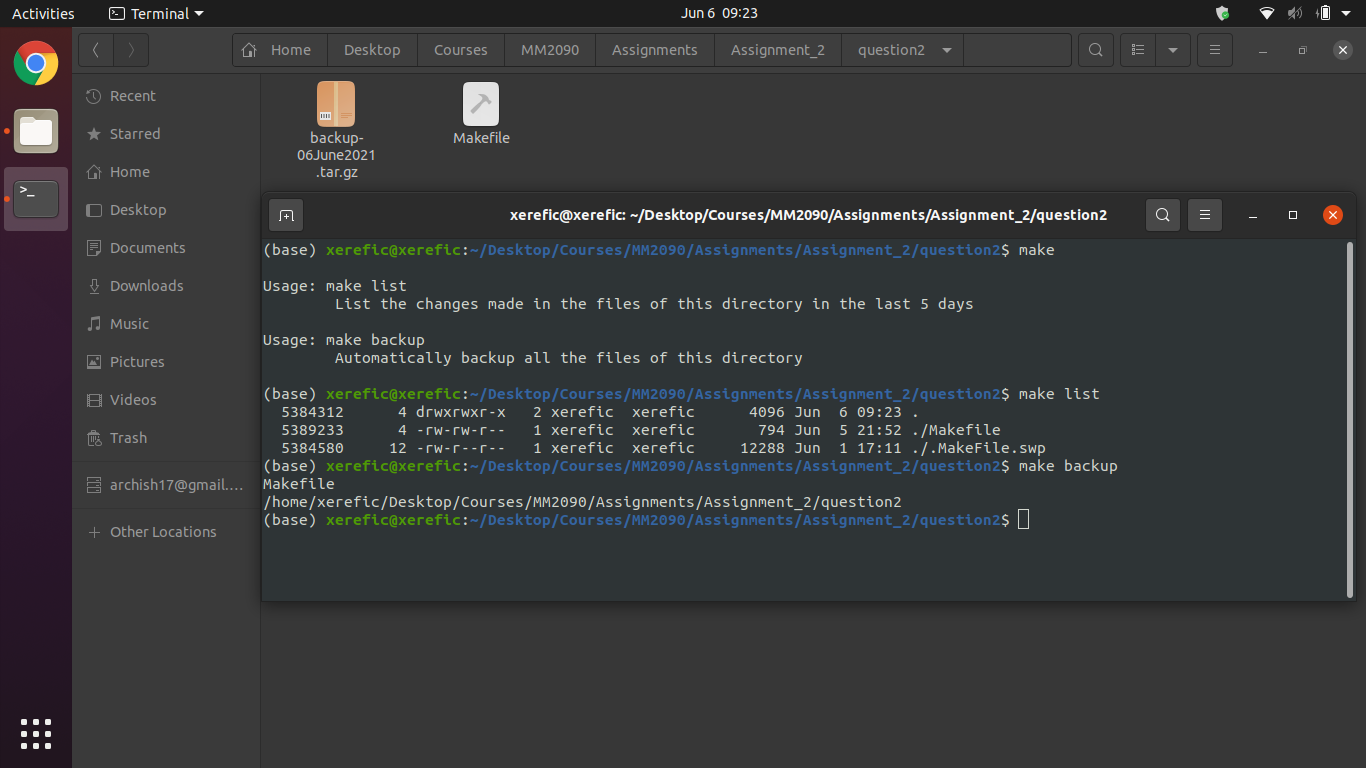 Activities Terminal Jun 6 09:23
Home Desktop Courses MM2090 Assignments Assignment_2 question2
Recent
Starred
Home
Desktop
Documents
Downloads
Music
Pictures
Videos
Trash
archish17@gmail....
Other Locations
backup-
06June2021
.tar.gz
Makefile
xerefic@xerefic: ~/Desktop/Courses/MM2090/Assignments/Assignment_2/question2
(base) xerefic@xerefic:~/Desktop/Courses/MM2090/Assignments/Assignment_2/question2$ make
Usage: make list
List the changes made in the files of this directory in the last 5 days
Usage: make backup
Automatically backup all the files of this directory
(base) xerefic@xerefic:~/Desktop/Courses/MM2090/Assignments/Assignment_2/question2$ make list
5384312 4 drwxrwxr-x 2 xerefic xerefic 4096 Jun 6 09:23 .
5389233 4 -rw-rw-r-- 1 xerefic xerefic 794 Jun 5 21:52 ./Makefile
5384580 12 -rw-r--r-- 1 xerefic xerefic 12288 Jun 1 17:11 ./.MakeFile.swp
(base) xerefic@xerefic:~/Desktop/Courses/MM2090/Assignments/Assignment_2/question2$ make backup
Makefile
/home/xerefic/Desktop/Courses/MM2090/Assignments/Assignment_2/question2
(base) xerefic@xerefic:~/Desktop/Courses/MM2090/Assignments/Assignment_2/question2$